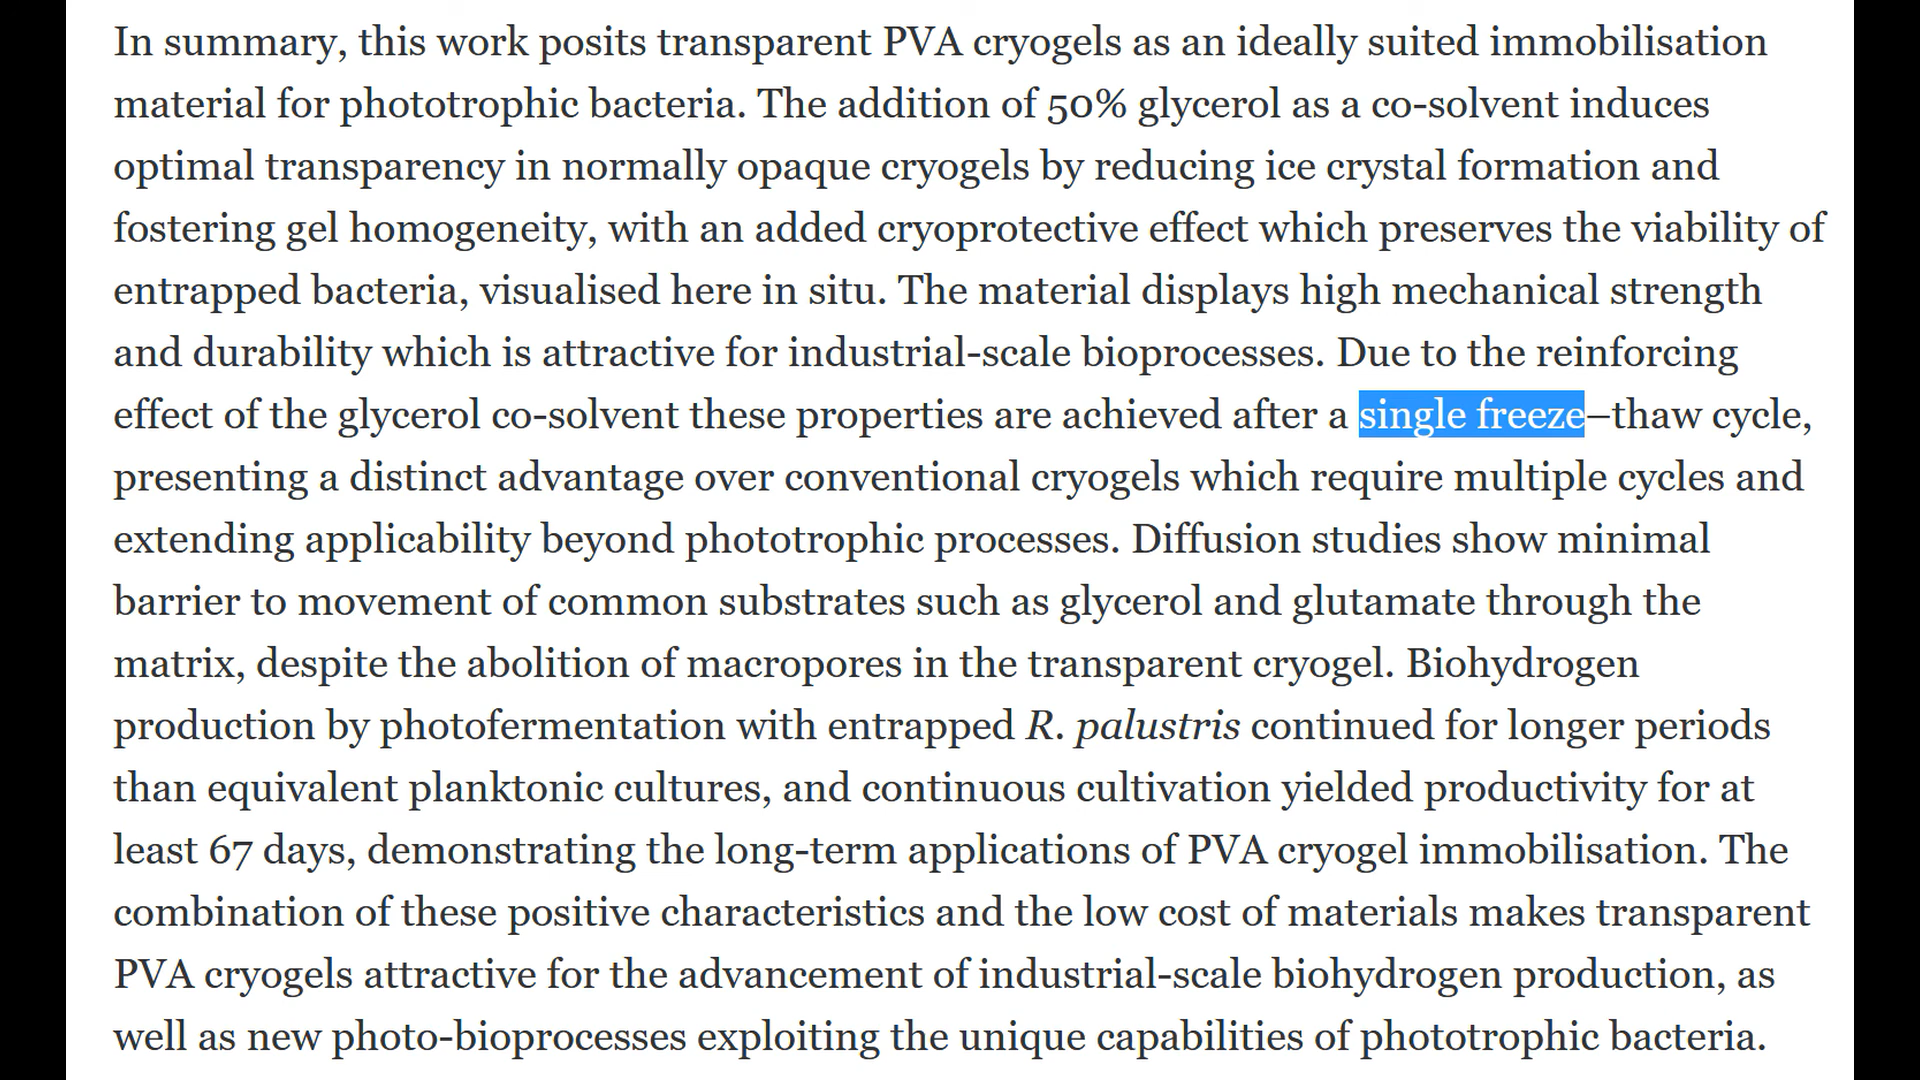 In summary, this work posits transparent PVA cryogels as an ideally suited immobilisation
material for phototrophic bacteria. The addition of 50% glycerol as a co-solvent induces
optimal transparency in normally opaque cryogels by reducing ice crystal formation and
fostering gel homogeneity, with an added cryoprotective effect which preserves the viability of
entrapped bacteria, visualised here in situ. The material displays high mechanical strength
and durability which is attractive for industrial-scale bioprocesses. Due to the reinforcing
effect of the glycerol co-solvent these properties are achieved after a single freeze–thaw cycle,
presenting a distinct advantage over conventional cryogels which require multiple cycles and
extending applicability beyond phototrophic processes. Diffusion studies show minimal
barrier to movement of common substrates such as glycerol and glutamate through the
matrix, despite the abolition of macropores in the transparent cryogel. Biohydrogen
production by photofermentation with entrapped R. palustris continued for longer periods
than equivalent planktonic cultures, and continuous cultivation yielded productivity for at
least 67 days, demonstrating the long-term applications of PVA cryogel immobilisation. The
combination of these positive characteristics and the low cost of materials makes transparent
PVA cryogels attractive for the advancement of industrial-scale biohydrogen production, as
well as new photo-bioprocesses exploiting the unique capabilities of phototrophic bacteria.